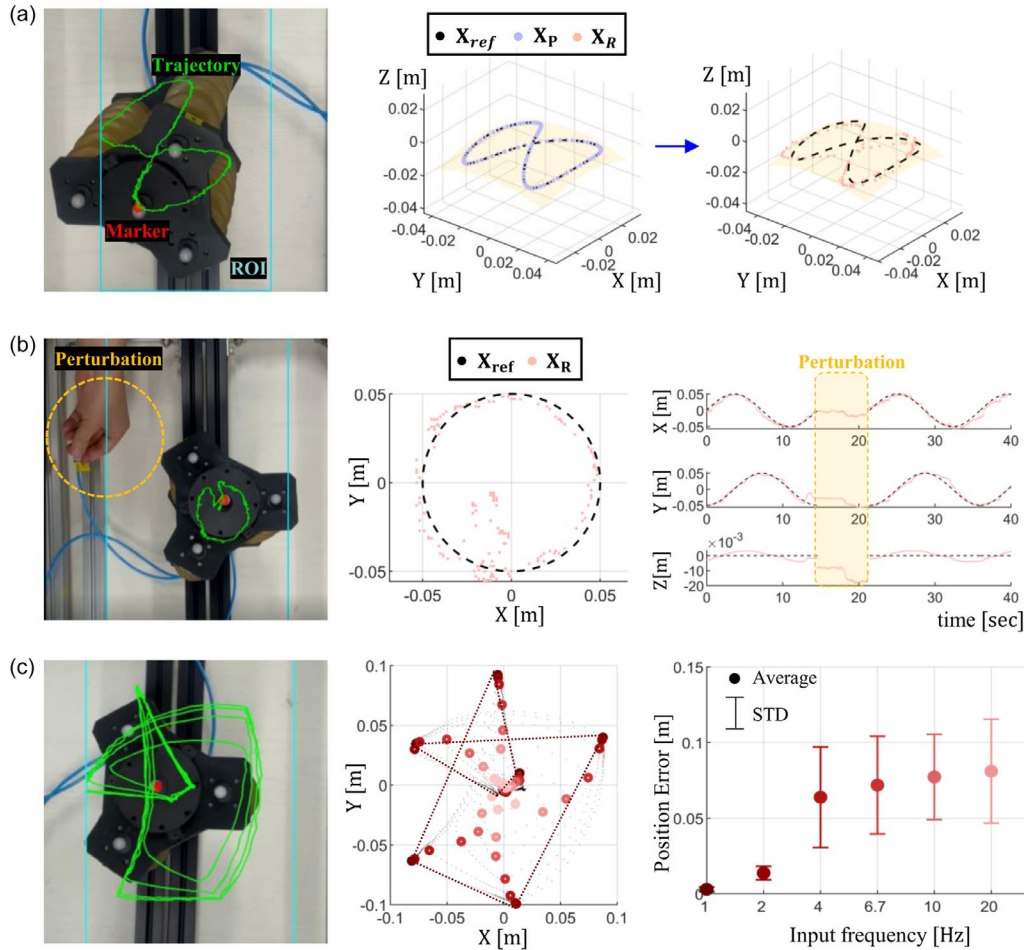 (a)
Trajectory
Marker
ROI
X_ref X_P X_R
Z [m]
0.02
0
-0.02
-0.04
-0.04
-0.02
0
0.02
0.04
Y [m]
-0.02
0
0.02
X [m]
Z [m]
0.02
0
-0.02
-0.04
-0.04
-0.02
0
0.02
0.04
Y [m]
-0.04
-0.02
0
0.02
X [m]
(b)
Perturbation
X_ref X_R
0.05
0
-0.05
Y [m]
-0.05 0 0.05
X [m]
Perturbation
X [m]
0.05
-0.05
0 10 20 30 40
Y [m]
0.05
-0.05
0 10 20 30 40
×10^-3
Z[m]
0
-10
-20
0 10 20 30 40
time [sec]
(c)
0.1
0.05
0
-0.05
-0.1
Y [m]
-0.1 -0.05 0 0.05 0.1
X [m]
0.15
0.1
0.05
0
Position Error [m]
Average
STD
1 2 4 6.7 10 20
Input frequency [Hz]